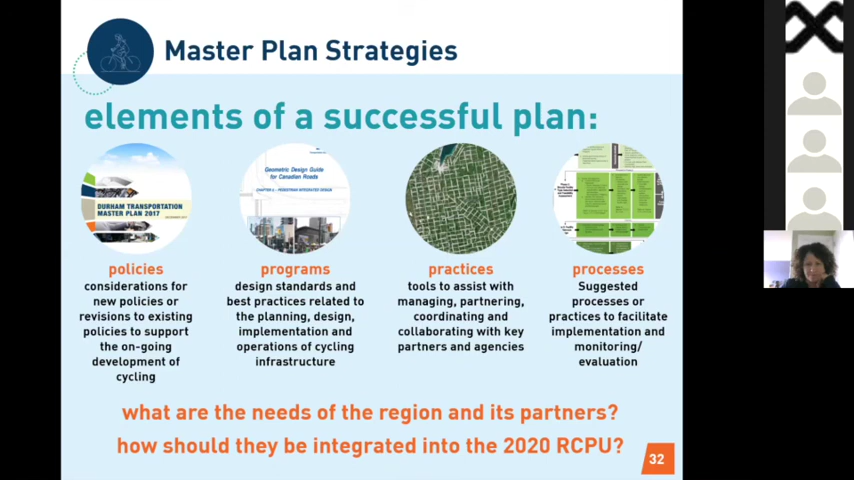 Master Plan Strategies
elements of a successful plan:
DURHAM TRANSPORTATION
MASTER PLAN 2017
Geometric Design Guide
for Canadian Roads
policies
considerations for
new policies or
revisions to existing
policies to support
the on-going
development of
cycling
programs
design standards and
best practices related to
the planning, design,
implementation and
operations of cycling
infrastructure
practices
tools to assist with
managing, partnering,
coordinating and
collaborating with key
partners and agencies
processes
Suggested
processes or
practices to facilitate
implementation and
monitoring/
evaluation
what are the needs of the region and its partners?
how should they be integrated into the 2020 RCPU?
32